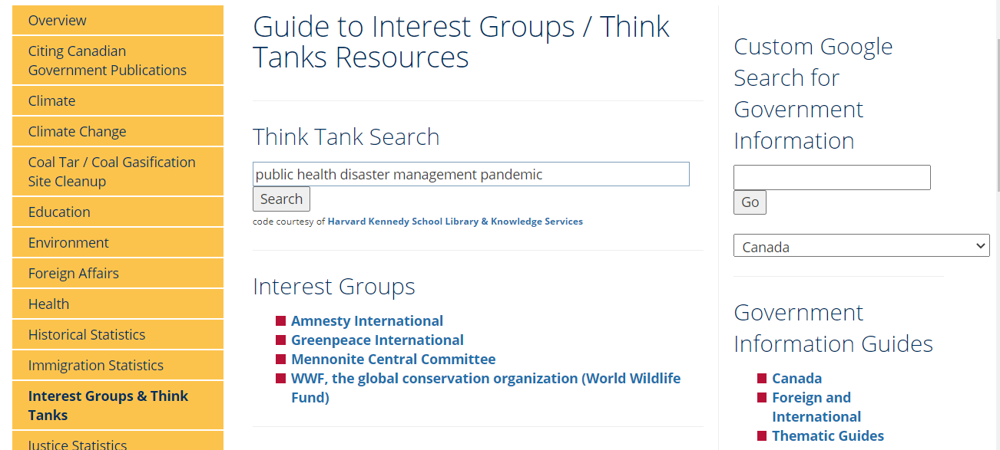 Overview
Citing Canadian
Government Publications
Climate
Climate Change
Coal Tar / Coal Gasification
Site Cleanup
Education
Environment
Foreign Affairs
Health
Historical Statistics
Immigration Statistics
Interest Groups & Think
Tanks
Justice Statistics
Guide to Interest Groups / Think
Tanks Resources
Think Tank Search
public health disaster management pandemic
Search
code courtesy of Harvard Kennedy School Library & Knowledge Services
Interest Groups
Amnesty International
Greenpeace International
Mennonite Central Committee
WWF, the global conservation organization (World Wildlife
Fund)
Custom Google
Search for
Government
Information
Go
Canada
Government
Information Guides
Canada
Foreign and
International
Thematic Guides